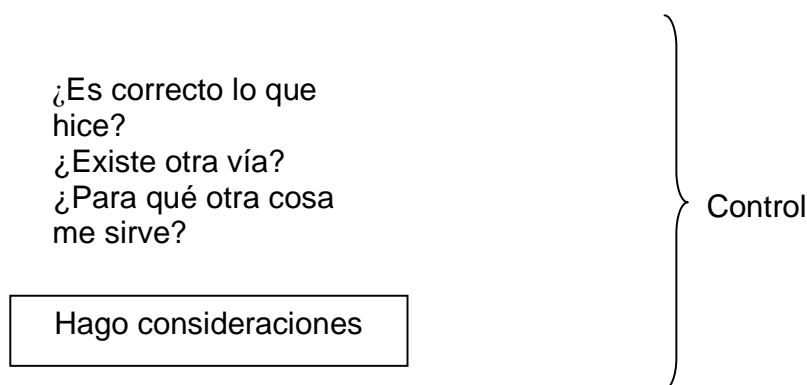 ¿Es correcto lo que
hice?
¿Existe otra vía?
¿Para qué otra cosa
me sirve?
Control
Hago consideraciones